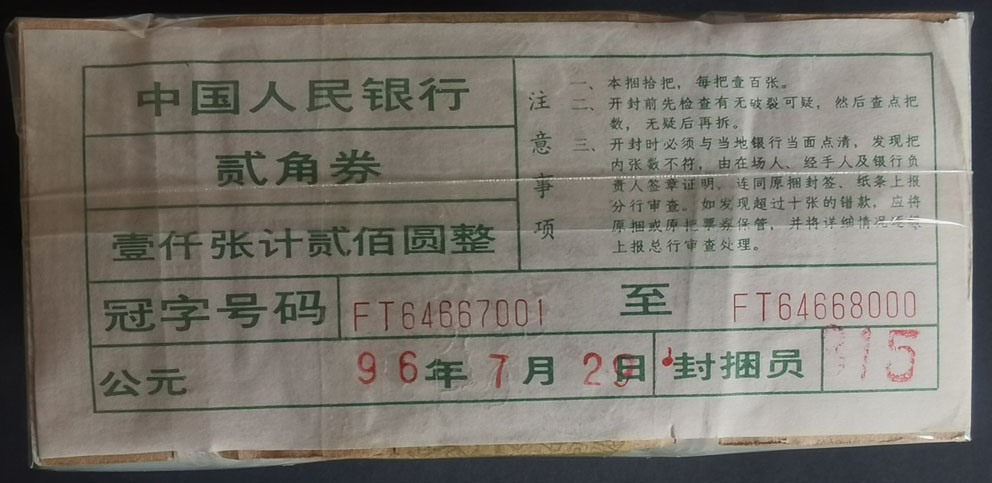 中国人民银行
贰角券
壹仟张计贰佰圆整
注意事项
一、本捆拾把，每把壹百张。
二、开封前先检查有无破裂可疑，然后查点把
数，无疑后再拆。
三、开封时必须与当地银行当面点清，发现把
内张数不符，由在场人、经手人及银行负
责人签章证明，连同原捆封签、纸条上报
分行审查。如发现超过十张的错款，应将
原捆或原把票券保管，并将详细情况
上报总行审查处理。
冠字号码 FT64667001 至 FT64668000
公元 96年7月29日 封捆员 115